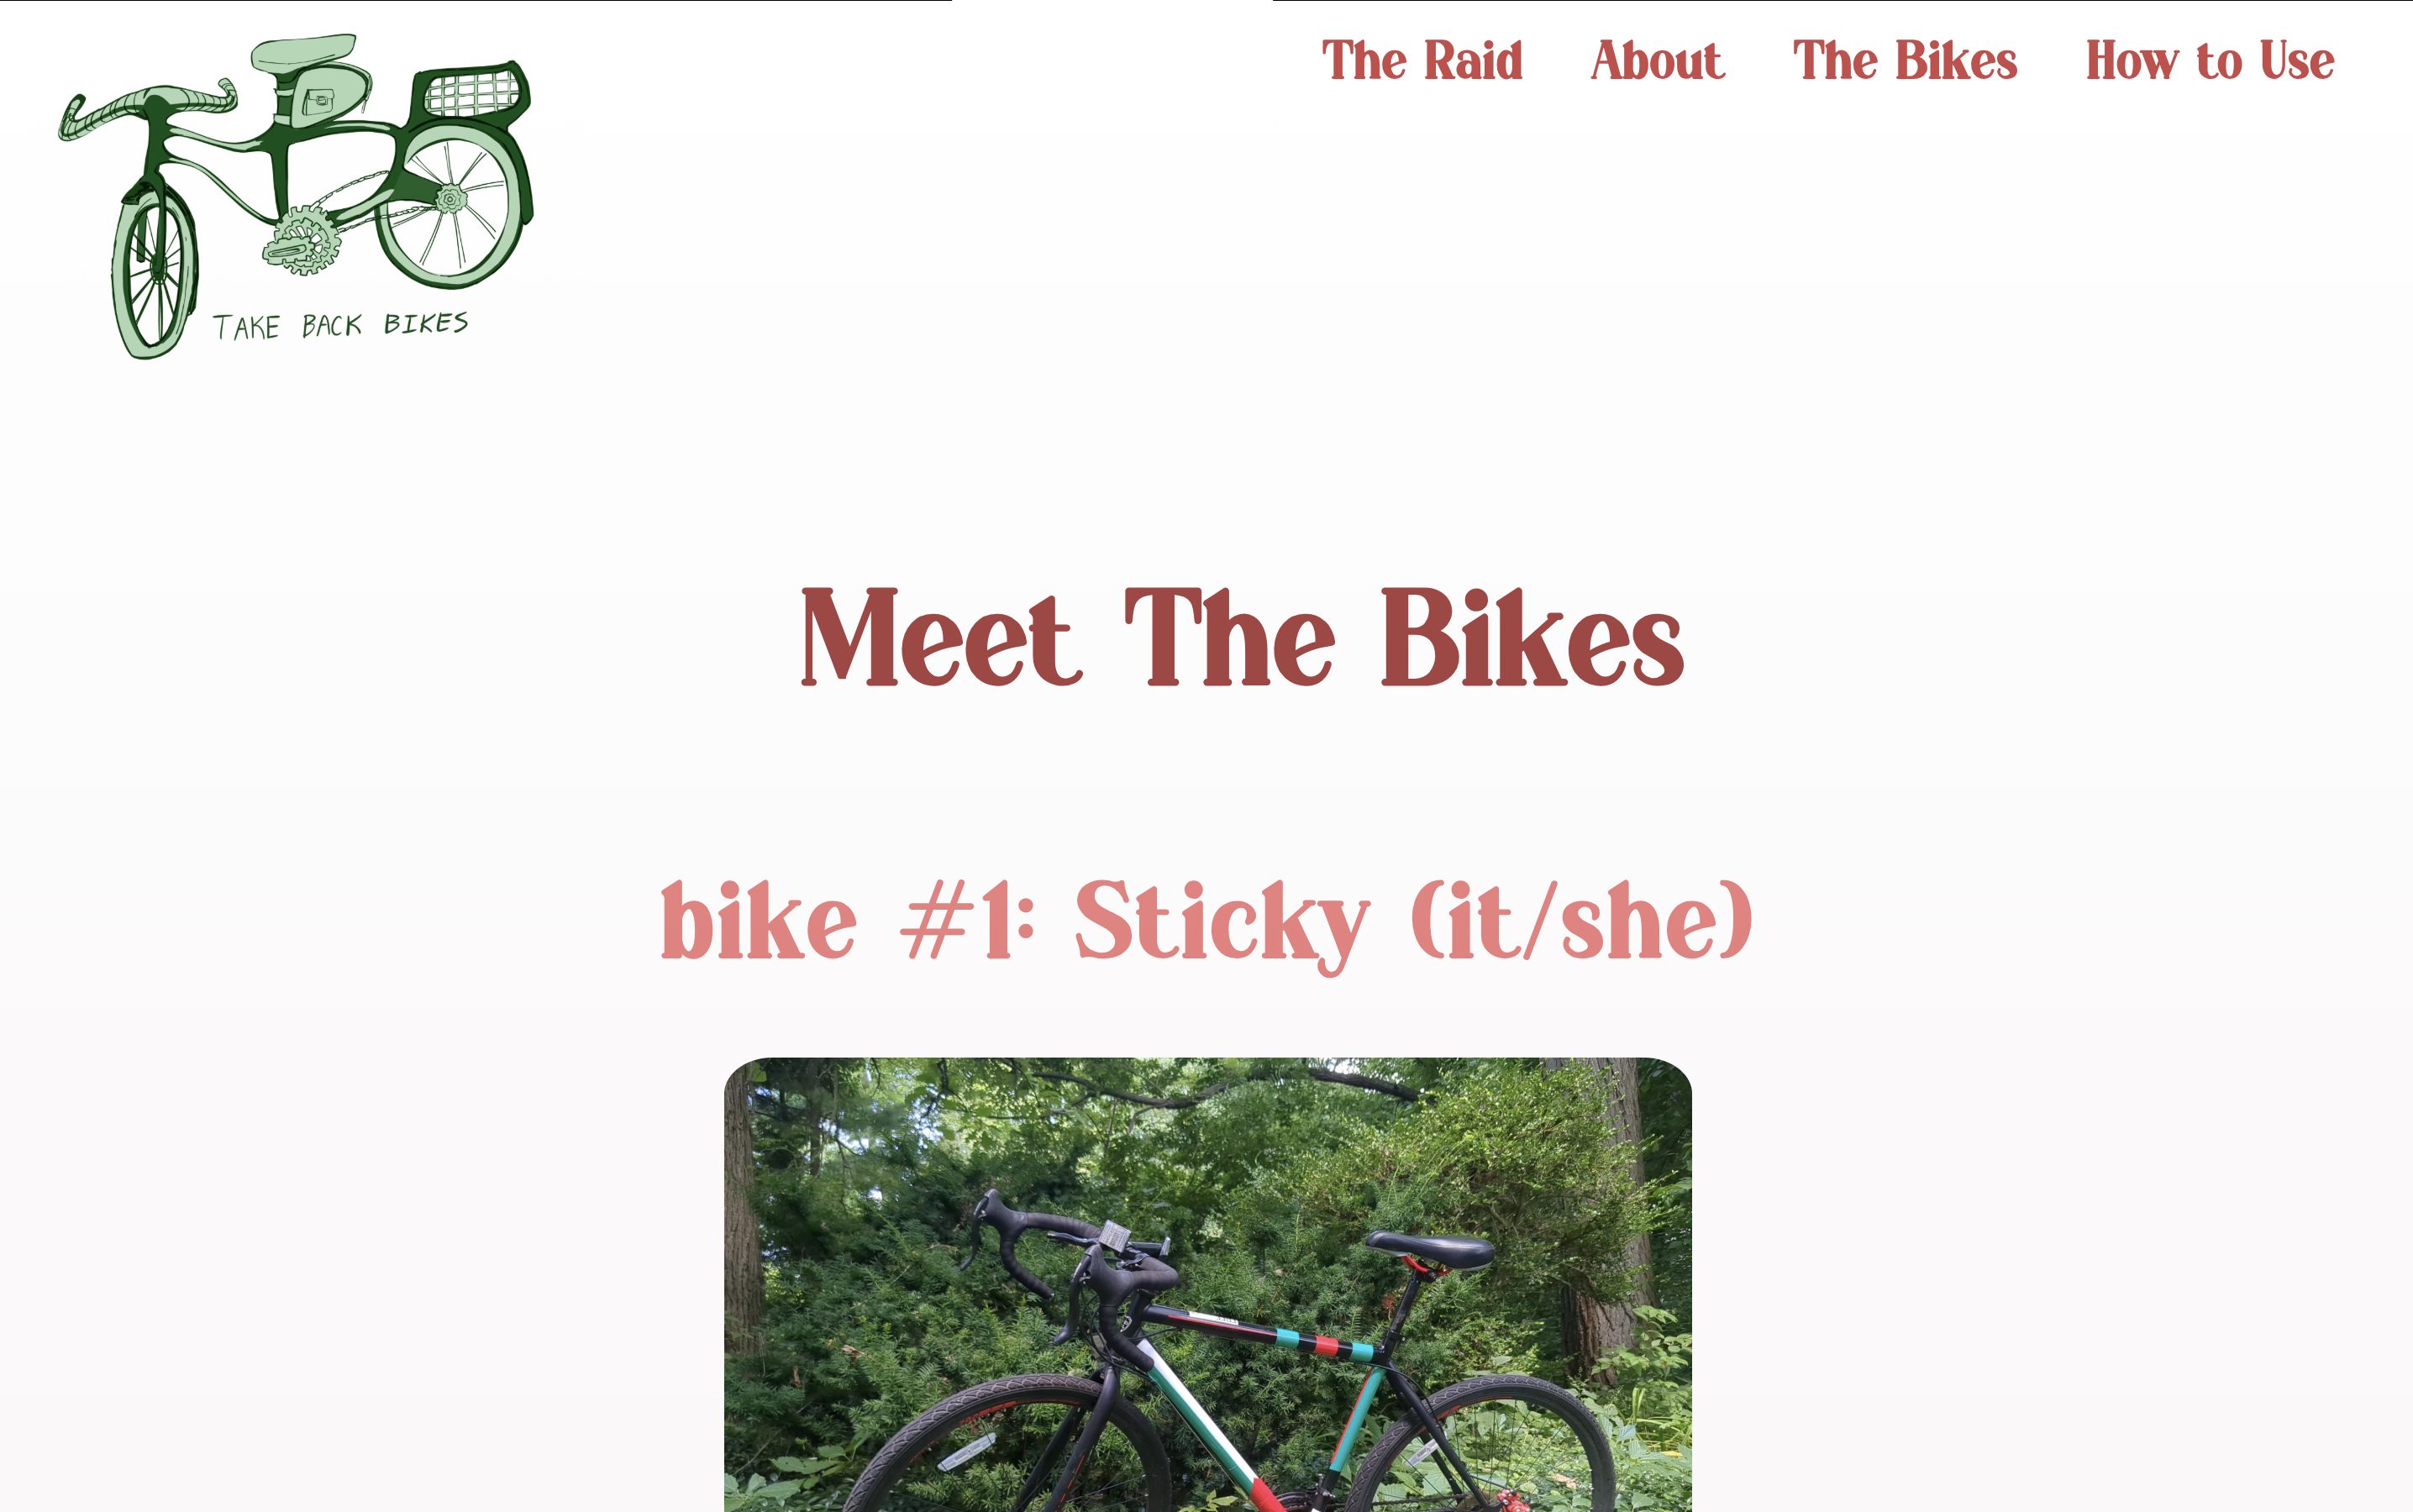 The Raid About The Bikes How to Use
TAKE BACK BIKES
Meet The Bikes
bike #1: Sticky (it/she)